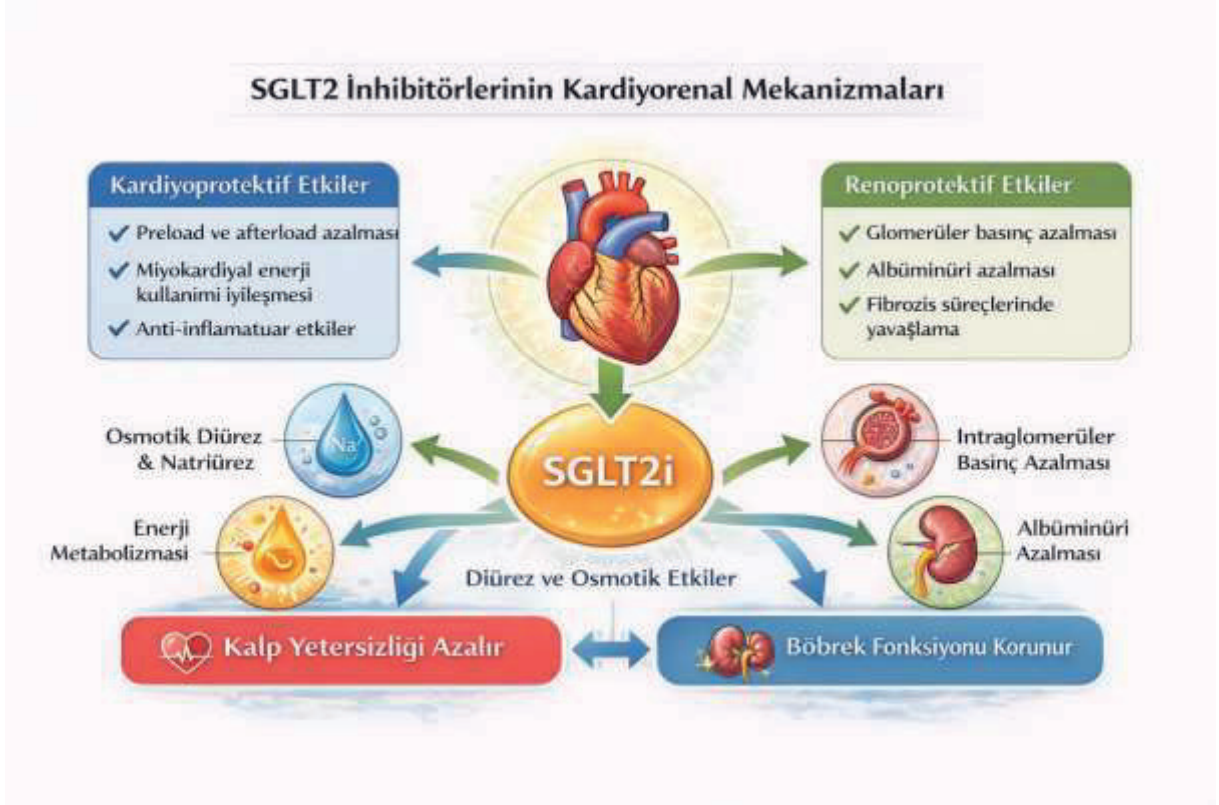 SGLT2 İnhibitörlerinin Kardiyorenal Mekanizmaları
Kardiyoprotektif Etkiler
Preload ve afterload azalması
Miyokardiyal enerji
kullanimi iyileşmesi
Anti-inflamatuar etkiler
Renoprotektif Etkiler
Glomerüler basınç azalması
Albüminüri azalması
Fibrozis süreçlerinde
yavaşlama
Osmotik Diürez
& Natriürez
Na
SGLT2i
Intraglomerüler
Basinç Azalması
Enerji
Metabolizması
Albüminüri
Azalması
Diürez ve Osmotik Etkiler
Kalp Yetersizliği Azalır
Böbrek Fonksiyonu Korunur